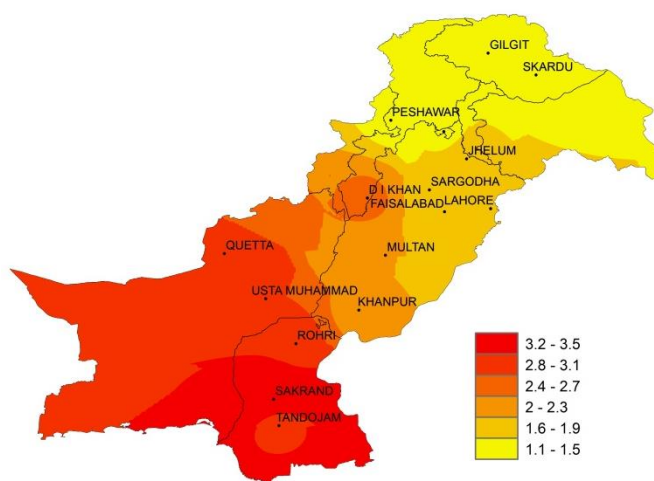 GILGIT
SKARDU
PESHAWAR
JHELUM
D I KHAN
SARGODHA
FAISALABAD
LAHORE
QUETTA
MULTAN
USTA MUHAMMAD
KHANPUR
ROHRI
SAKRAND
TANDOJAM
3.2 - 3.5
2.8 - 3.1
2.4 - 2.7
2 - 2.3
1.6 - 1.9
1.1 - 1.5